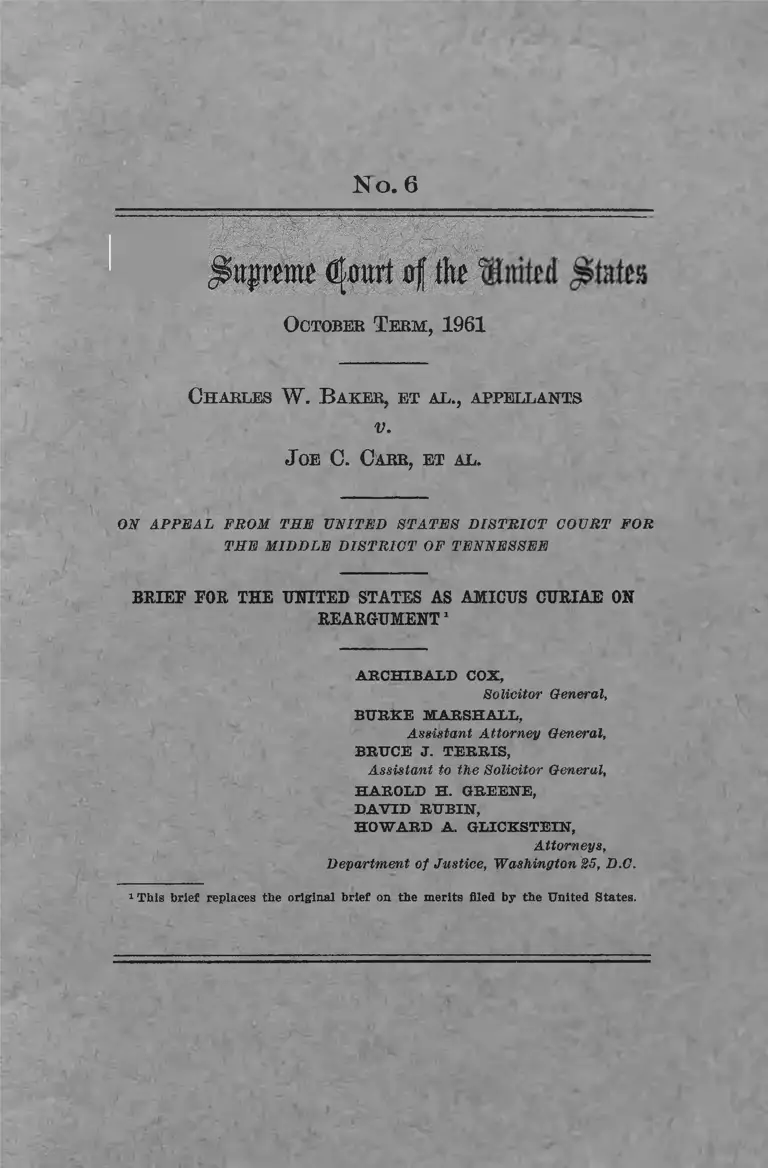 No. 6
Supreme Court of the United States
OCTOBER TERM, 1961
CHARLES W. BAKER, ET AL., APPELLANTS
v.
JOE C. CARR, ET AL.
ON APPEAL FROM THE UNITED STATES DISTRICT COURT FOR
THE MIDDLE DISTRICT OF TENNESSEE
BRIEF FOR THE UNITED STATES AS AMICUS CURIAE ON
REARGUMENT ¹
ARCHIBALD COX,
Solicitor General,
BURKE MARSHALL,
Assistant Attorney General,
BRUCE J. TERRIS,
Assistant to the Solicitor General,
HAROLD H. GREENE,
DAVID RUBIN,
HOWARD A. GLICKSTEIN,
Attorneys,
Department of Justice, Washington 25, D.C.
¹ This brief replaces the original brief on the merits filed by the United States.